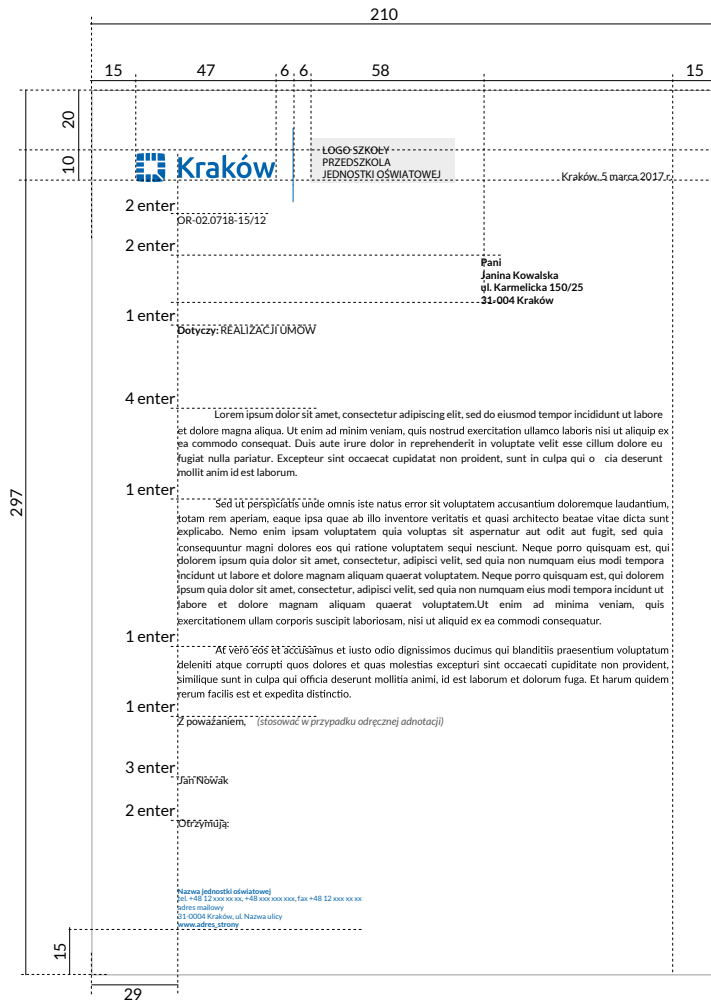 210
15 47 6 6 58 15
20
10
Kraków
LOGO SZKOŁY
PRZEDSZKOLA
JEDNOSTKI OŚWIATOWEJ
Kraków, 5 marca 2017 r.
2 enter
OR-02.0718-15/12
2 enter
Pani
Janina Kowalska
ul. Karmelicka 150/25
31-004 Kraków
1 enter
Dotyczy: REALIZACJI UMÓW
4 enter
Lorem ipsum dolor sit amet, consectetur adipiscing elit, sed do eiusmod tempor incididunt ut labore
et dolore magna aliqua. Ut enim ad minim veniam, quis nostrud exercitation ullamco laboris nisi ut aliquip ex
ea commodo consequat. Duis aute irure dolor in reprehenderit in voluptate velit esse cillum dolore eu
fugiat nulla pariatur. Excepteur sint occaecat cupidatat non proident, sunt in culpa qui o cia deserunt
mollit anim id est laborum.
1 enter
297
Sed ut perspiciatis unde omnis iste natus error sit voluptatem accusantium doloremque laudantium,
totam rem aperiam, eaque ipsa quae ab illo inventore veritatis et quasi architecto beatae vitae dicta sunt
explicabo. Nemo enim ipsam voluptatem quia voluptas sit aspernatur aut odit aut fugit, sed quia
consequuntur magni dolores eos qui ratione voluptatem sequi nesciunt. Neque porro quisquam est, qui
dolorem ipsum quia dolor sit amet, consectetur, adipisci velit, sed quia non numquam eius modi tempora
incidunt ut labore et dolore magnam aliquam quaerat voluptatem. Neque porro quisquam est, qui dolorem
ipsum quia dolor sit amet, consectetur, adipisci velit, sed quia non numquam eius modi tempora incidunt ut
labore et dolore magnam aliquam quaerat voluptatem.Ut enim ad minima veniam, quis
exercitationem ullam corporis suscipit laboriosam, nisi ut aliquid ex ea commodi consequatur.
1 enter
At vero eos et accusamus et iusto odio dignissimos ducimus qui blanditiis praesentium voluptatum
deleniti atque corrupti quos dolores et quas molestias excepturi sint occaecati cupiditate non provident,
similique sunt in culpa qui officia deserunt mollitia animi, id est laborum et dolorum fuga. Et harum quidem
rerum facilis est et expedita distinctio.
1 enter
Z poważaniem, (stosować w przypadku odręcznej adnotacji)
3 enter
Jan Nowak
2 enter
Otrzymują:
Nazwa jednostki oświatowej
tel. +48 12 xxx xx xx, +48 xxx xxx xxx, fax +48 12 xxx xx xx
adres mailowy
31-0004 Kraków, ul. Nazwa ulicy
www.adres_strony
15
29